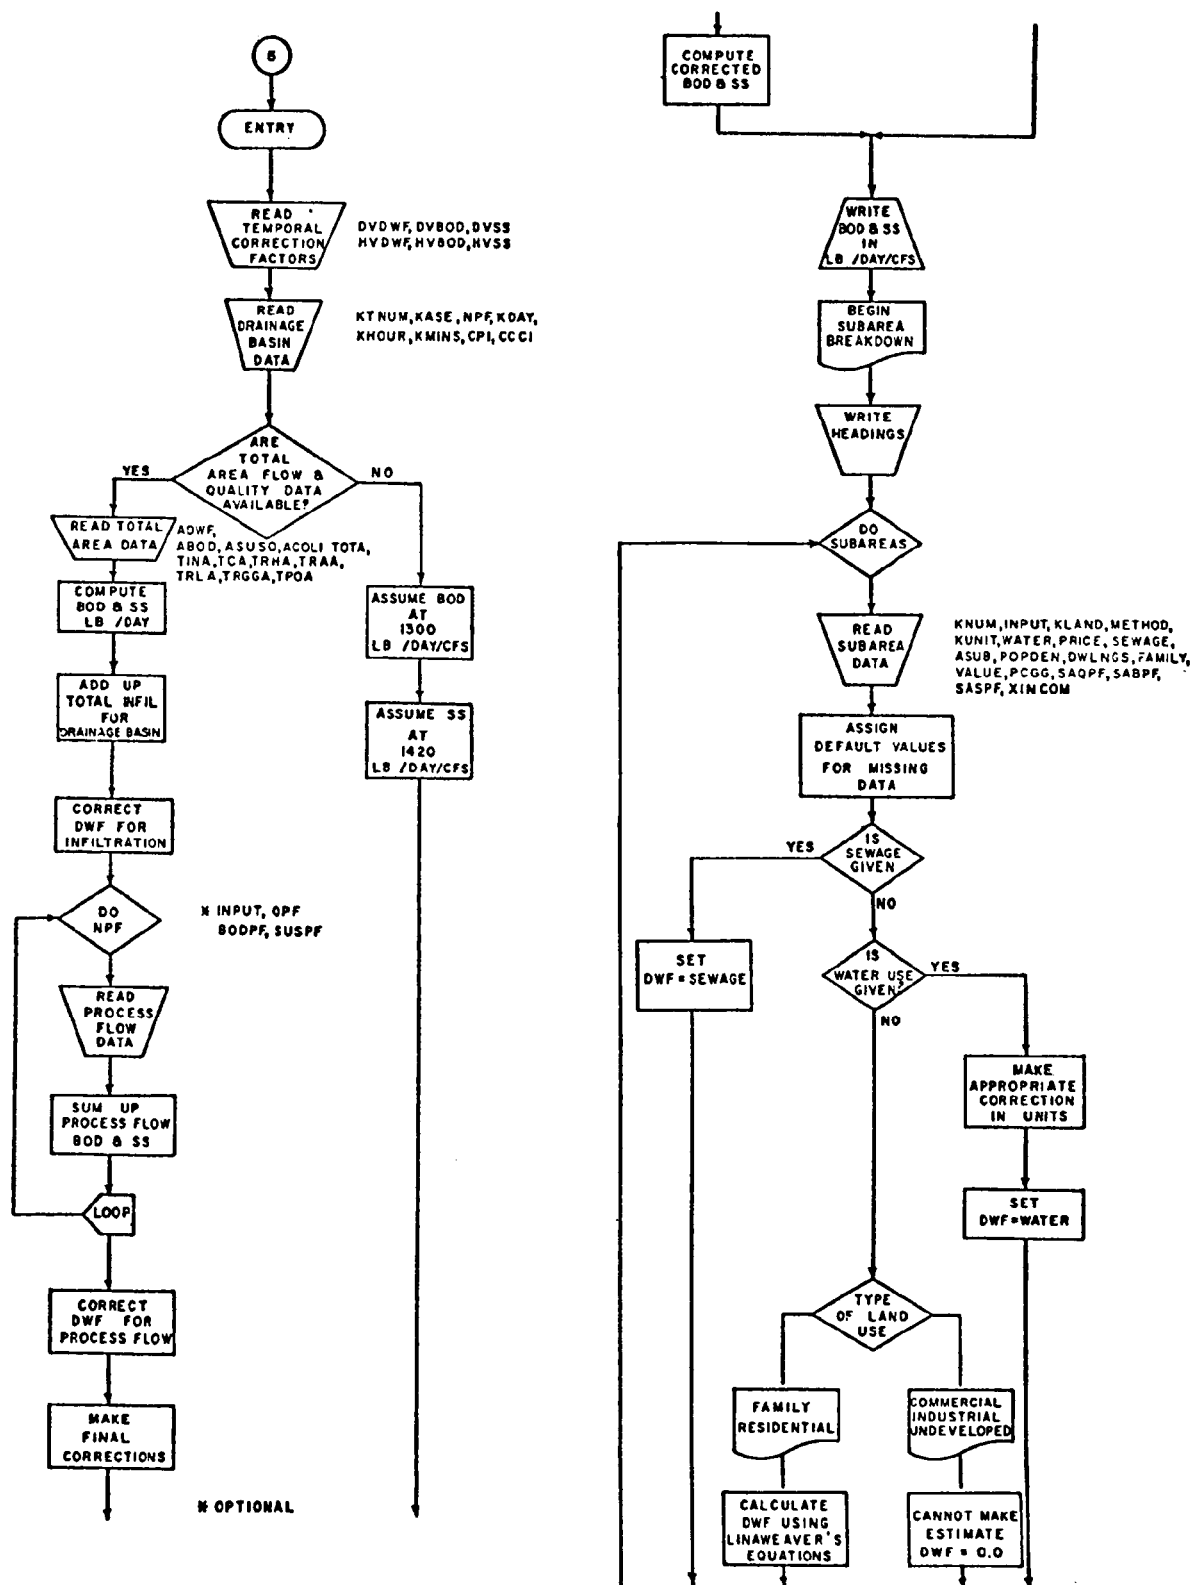 5
ENTRY
READ
TEMPORAL
CORRECTION
FACTORS
DVDWF, DVBOD, DVSS
HVDWF, HVBOD, HVSS
READ
DRAINAGE
BASIN
DATA
KTNUM, KASE, NPF, KDAY,
KHOUR, KMINS, CPI, CCCI
ARE
TOTAL
AREA FLOW &
QUALITY DATA
AVAILABLE?
YES
NO
READ TOTAL
AREA DATA
ADWF,
ABOD, ASUSO, ACOLI TOTA,
TINA, TCA, TRHA, TRAA,
TRLA, TRGGA, TPOA
COMPUTE
BOD & SS
LB /DAY
ADD UP
TOTAL INFIL
FOR
DRAINAGE BASIN
CORRECT
DWF FOR
INFILTRATION
DO
NPF
* INPUT, QPF
BODPF, SUSPF
READ
PROCESS
FLOW
DATA
SUM UP
PROCESS FLOW
BOD & SS
LOOP
CORRECT
DWF FOR
PROCESS FLOW
MAKE
FINAL
CORRECTIONS
* OPTIONAL
ASSUME BOD
AT
1300
LB /DAY/CFS
ASSUME SS
AT
1420
LB /DAY/CFS
COMPUTE
CORRECTED
BOD & SS
WRITE
BOD & SS
IN
LB /DAY/CFS
BEGIN
SUBAREA
BREAKDOWN
WRITE
HEADINGS
DO
SUBAREAS
READ
SUBAREA
DATA
KNUM, INPUT, KLAND, METHOD,
KUNIT, WATER, PRICE, SEWAGE,
ASUB, POPDEN, DWLNGS, FAMILY,
VALUE, PCGG, SAQPF, SABPF,
SASPF, XINCOM
ASSIGN
DEFAULT VALUES
FOR MISSING
DATA
IS
SEWAGE
GIVEN
YES
NO
SET
DWF = SEWAGE
IS
WATER USE
GIVEN?
YES
NO
MAKE
APPROPRIATE
CORRECTION
IN UNITS
SET
DWF = WATER
TYPE
OF LAND
USE
FAMILY
RESIDENTIAL
COMMERCIAL
INDUSTRIAL
UNDEVELOPED
CALCULATE
DWF USING
LINAWEAVER'S
EQUATIONS
CANNOT MAKE
ESTIMATE
DWF = 0.0